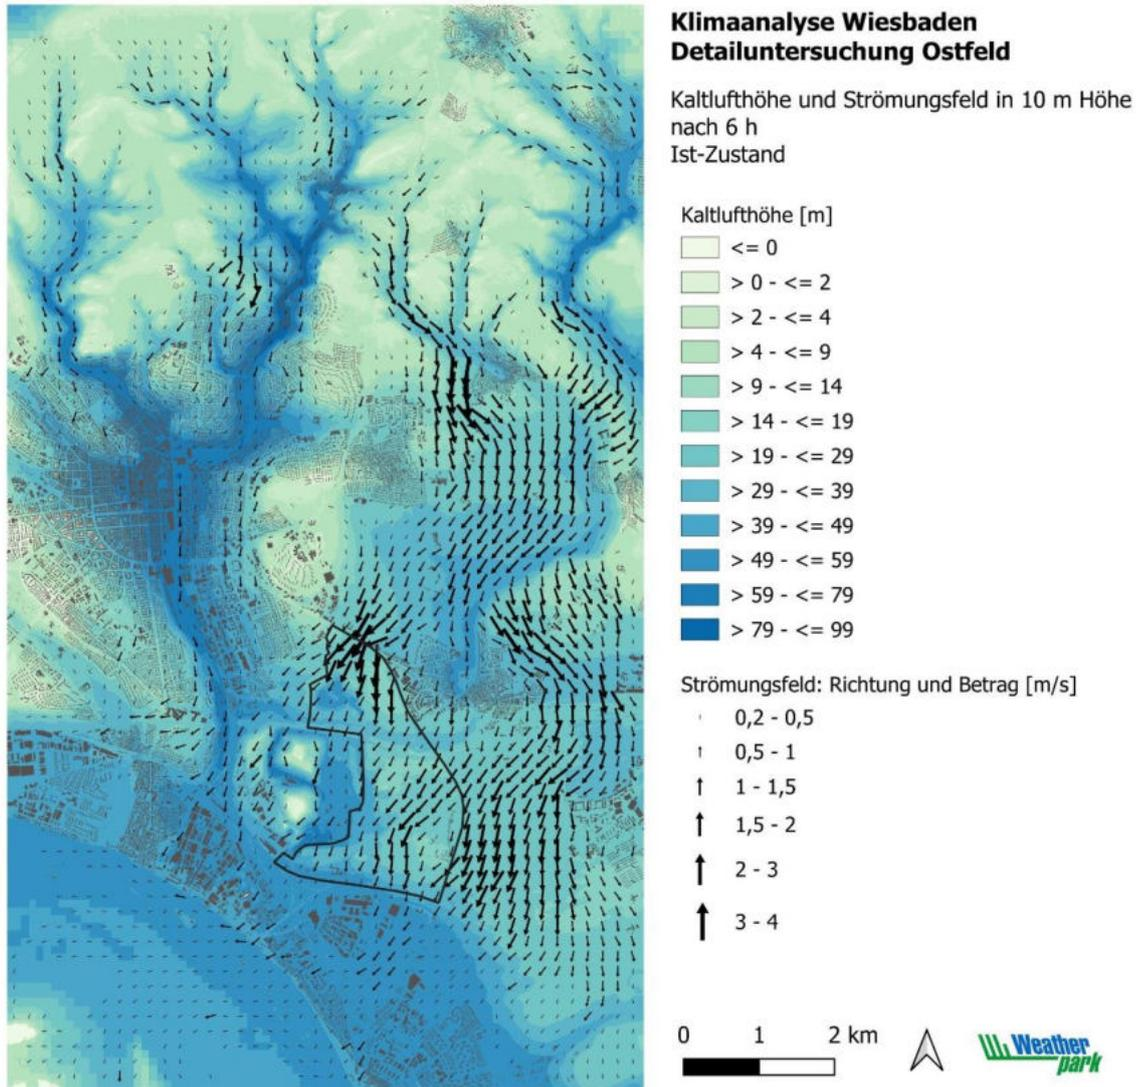 Klimaanalyse Wiesbaden
Detailuntersuchung Ostfeld
Kaltlufthöhe und Strömungsfeld in 10 m Höhe
nach 6 h
Ist-Zustand
Kaltlufthöhe [m]
<= 0
> 0 - <= 2
> 2 - <= 4
> 4 - <= 9
> 9 - <= 14
> 14 - <= 19
> 19 - <= 29
> 29 - <= 39
> 39 - <= 49
> 49 - <= 59
> 59 - <= 79
> 79 - <= 99
Strömungsfeld: Richtung und Betrag [m/s]
0,2 - 0,5
0,5 - 1
1 - 1,5
1,5 - 2
2 - 3
3 - 4
0 1 2 km
Weather
park